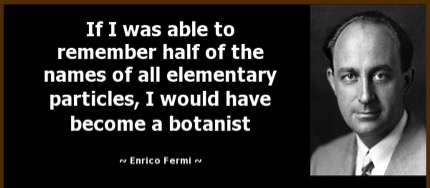 If I was able to
remember half of the
names of all elementary
particles, I would have
become a botanist
~ Enrico Fermi ~